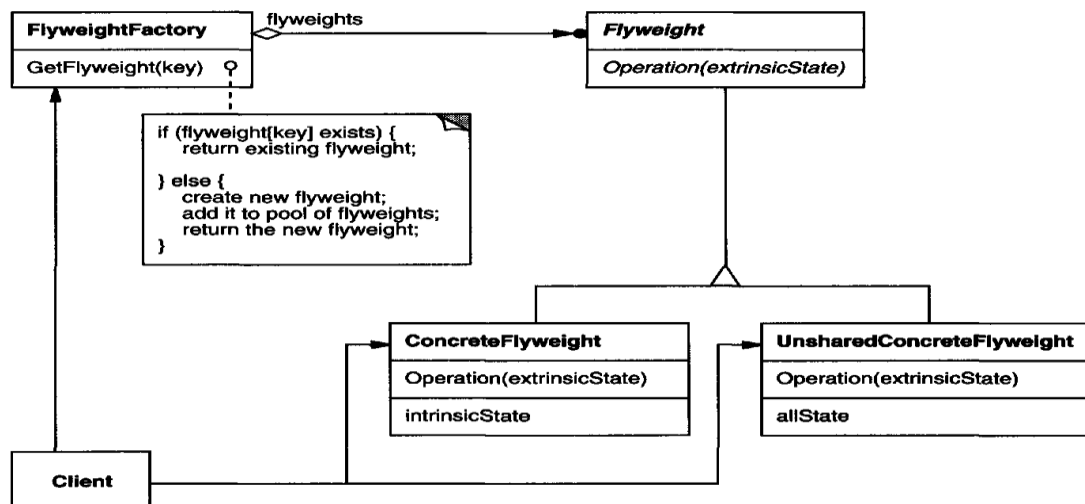 flyweights
FlyweightFactory
GetFlyweight(key)
Flyweight
Operation(extrinsicState)
if (flyweight[key] exists) {
return existing flyweight;
} else {
create new flyweight;
add it to pool of flyweights;
return the new flyweight;
}
ConcreteFlyweight
Operation(extrinsicState)
intrinsicState
UnsharedConcreteFlyweight
Operation(extrinsicState)
allState
Client